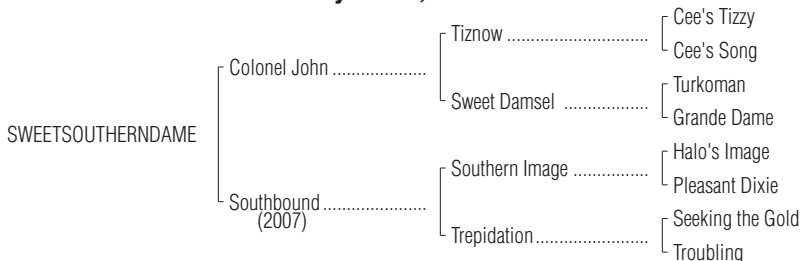 Tiznow ..............................
Cee's Tizzy
Cee's Song
Colonel John ....................
Sweet Damsel ..................
Turkoman
Grande Dame
SWEETSOUTHERNDAME
Southern Image ................
Halo's Image
Pleasant Dixie
Southbound ......................
(2007)
Trepidation........................
Seeking the Gold
Troubling